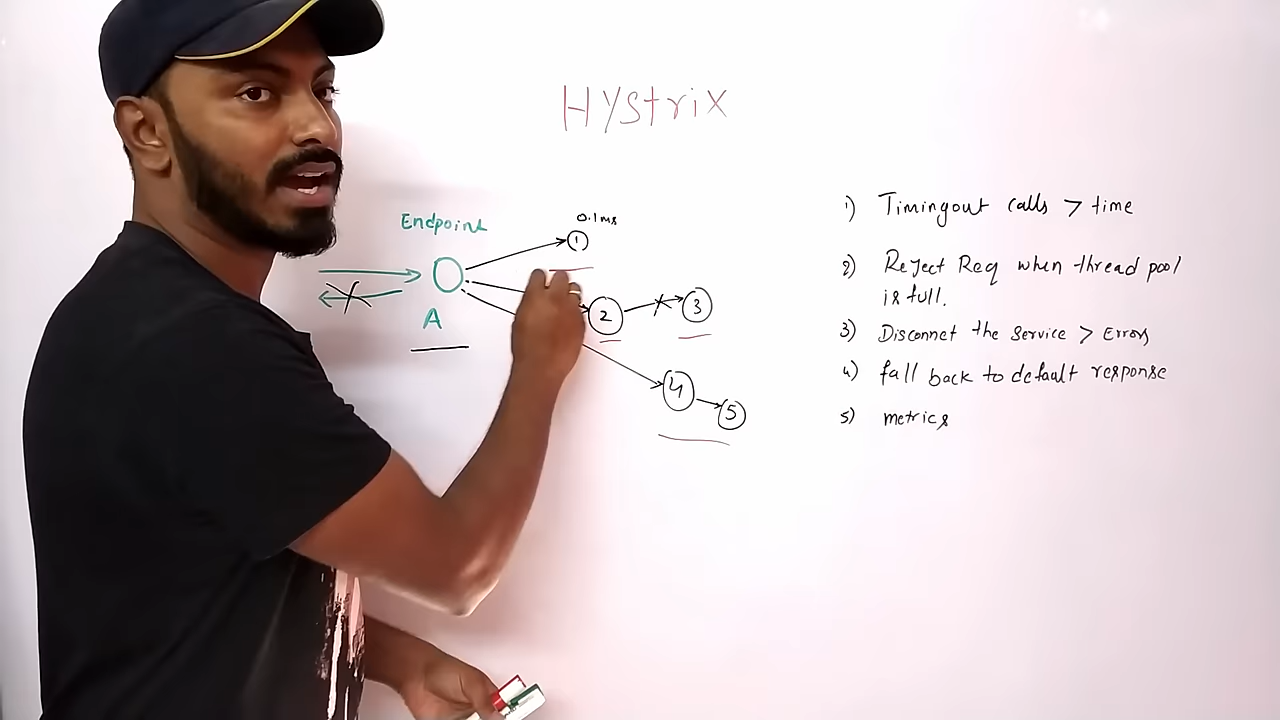 HYstrix
Endpoint
A
0.1ms
1
2
3
4
5
1) Timingout calls > time
2) Reject Req when thread pool
is full.
3) Disconnet the service > Errors
4) fall back to default response
5) metrics